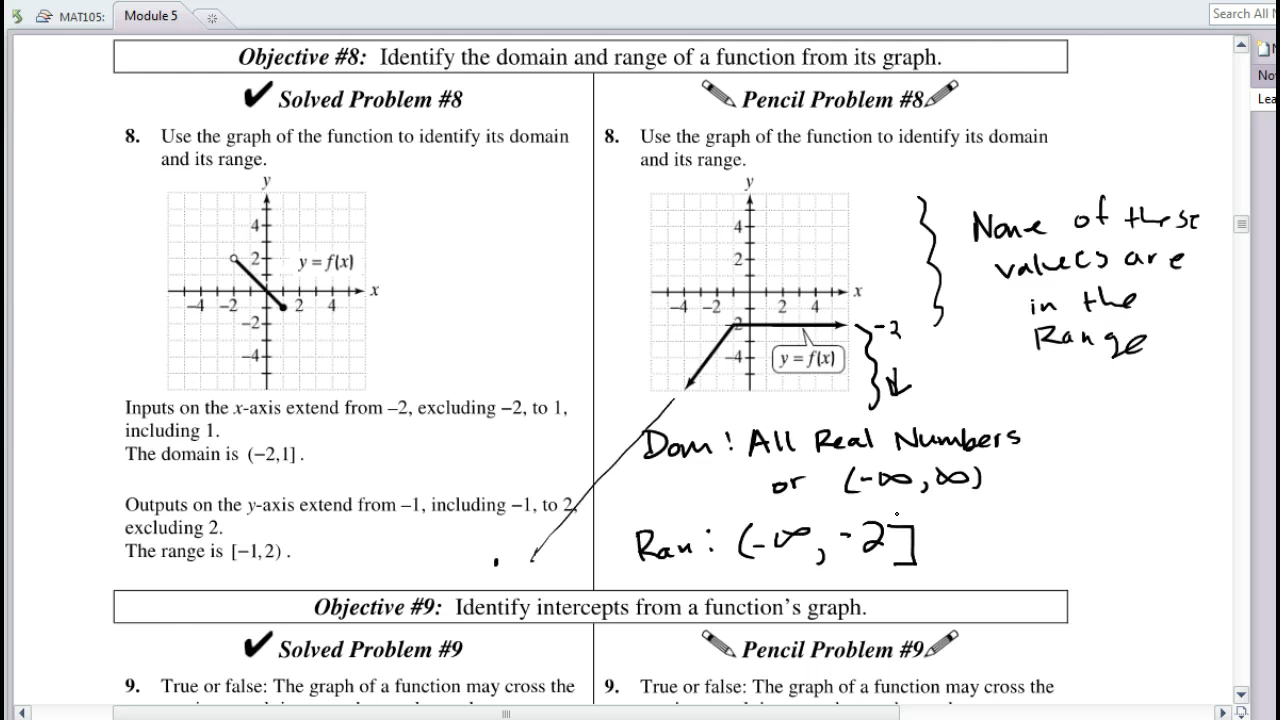 Search All N
MAT105:
Module 5
No
Lea
Objective #8: Identify the domain and range of a function from its graph.
✔ Solved Problem #8
8. Use the graph of the function to identify its domain
and its range.
y
4
2
y = f(x)
x
−4 −2 2 4
−2
−4
Inputs on the x-axis extend from −2, excluding −2, to 1,
including 1.
The domain is (−2,1] .
Outputs on the y-axis extend from −1, including −1, to 2,
excluding 2.
The range is [−1,2) .
Pencil Problem #8
8. Use the graph of the function to identify its domain
and its range.
y
4
2
x
−4 −2 2 4
−2
−4
y = f(x)
-2
None of these
values are
in the
Range
Dom: All Real Numbers
or (-∞,∞)
Ran: (-∞, -2]
Objective #9: Identify intercepts from a function’s graph.
✔ Solved Problem #9
9. True or false: The graph of a function may cross the
Pencil Problem #9
9. True or false: The graph of a function may cross the